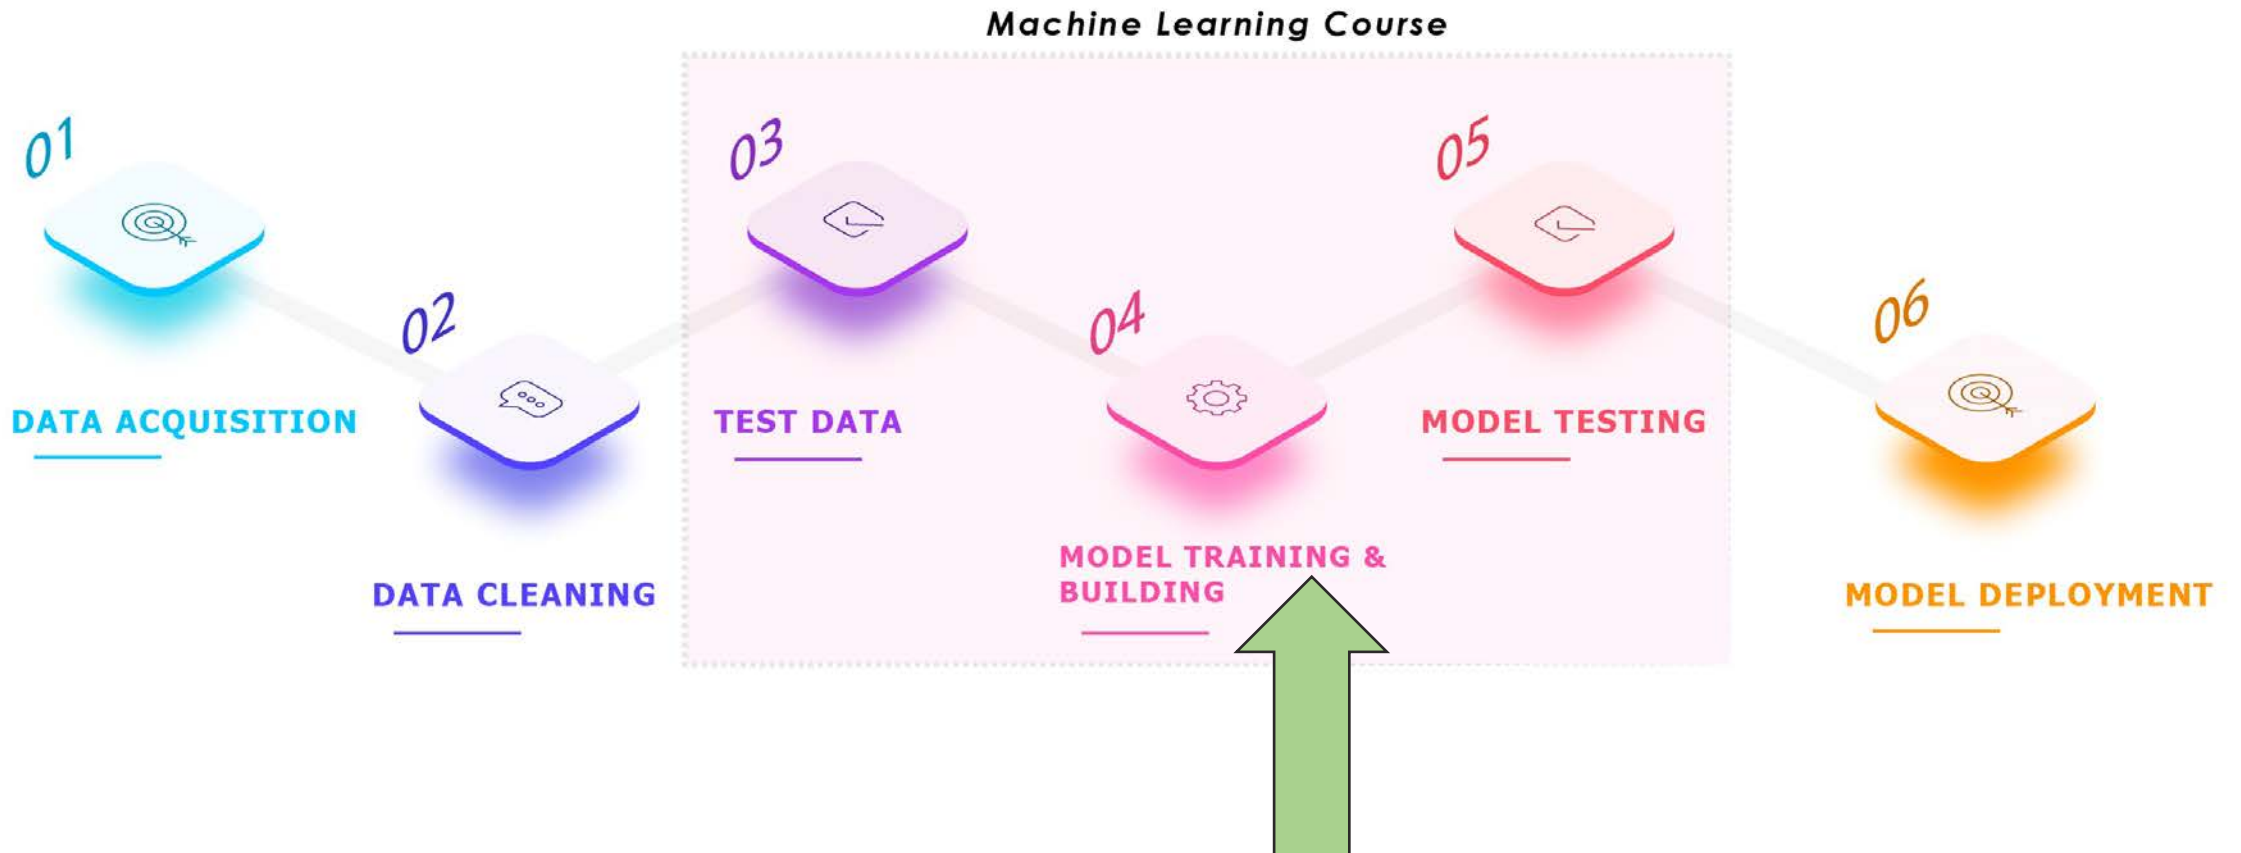 Machine Learning Course
01
DATA ACQUISITION
02
DATA CLEANING
03
TEST DATA
04
MODEL TRAINING &
BUILDING
05
MODEL TESTING
06
MODEL DEPLOYMENT